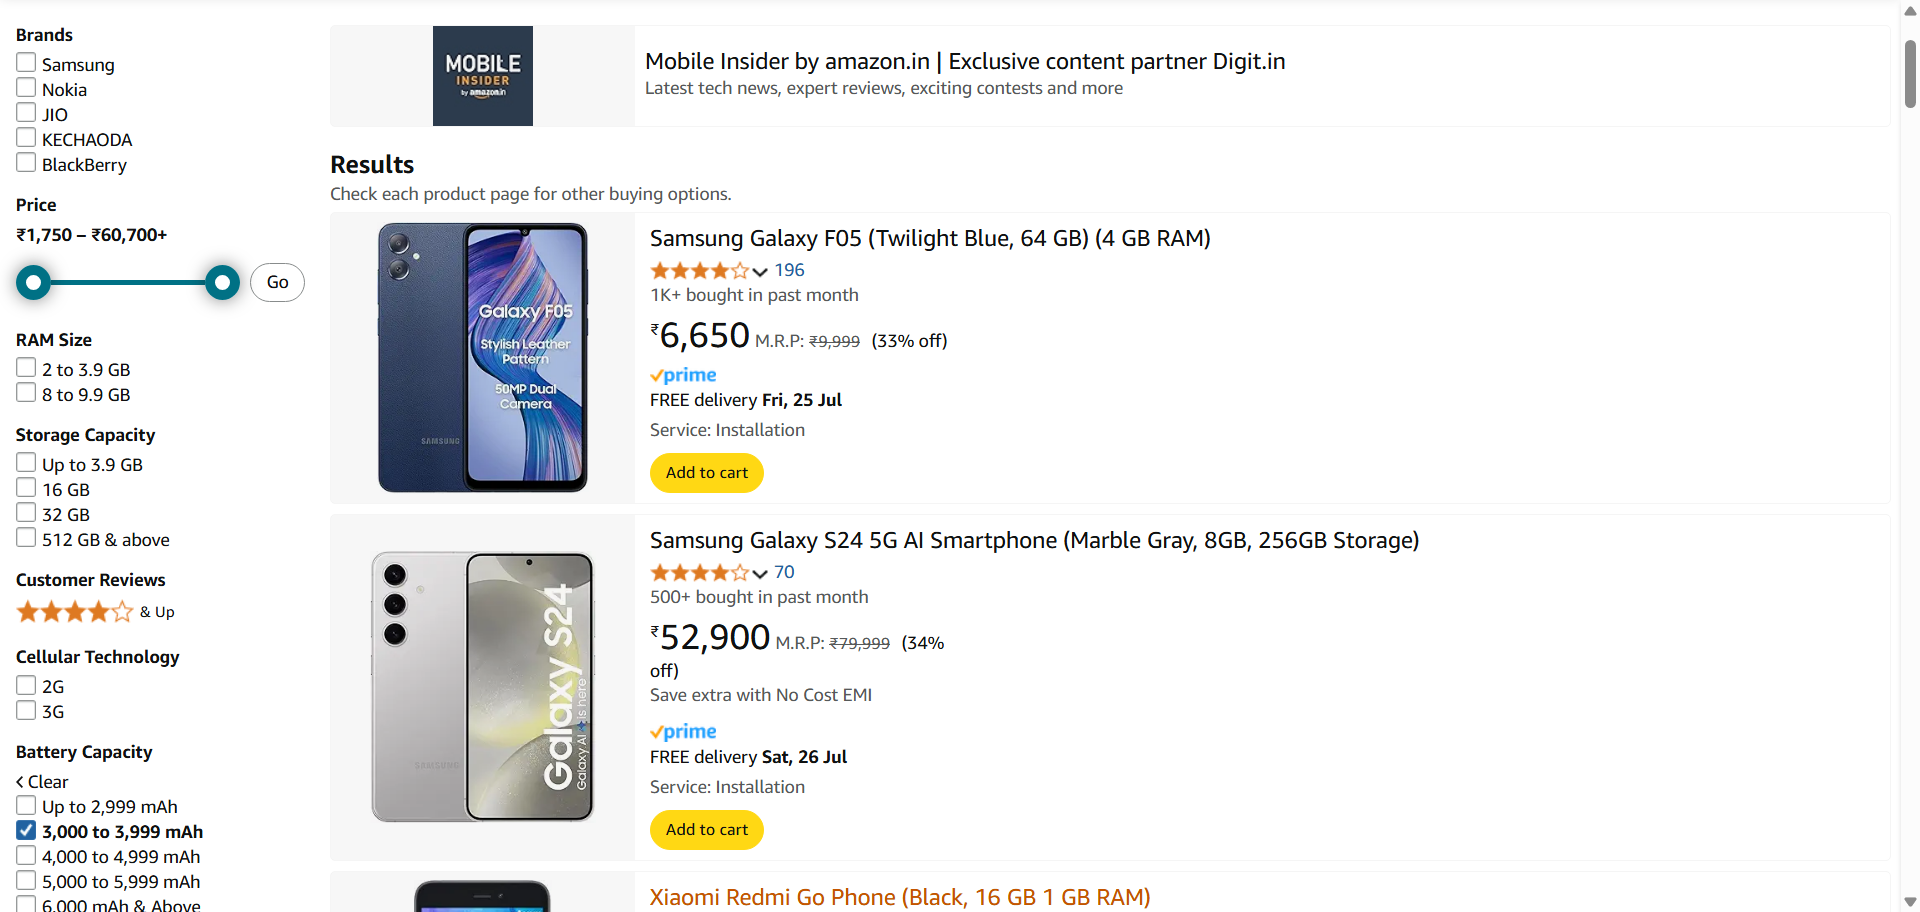 Brands
Samsung
Nokia
JIO
KECHAODA
BlackBerry
Price
₹1,750 – ₹60,700+
Go
RAM Size
2 to 3.9 GB
8 to 9.9 GB
Storage Capacity
Up to 3.9 GB
16 GB
32 GB
512 GB & above
Customer Reviews
& Up
Cellular Technology
2G
3G
Battery Capacity
Clear
Up to 2,999 mAh
3,000 to 3,999 mAh
4,000 to 4,999 mAh
5,000 to 5,999 mAh
6,000 mAh & Above
MOBILE
INSIDER
by amazon.in
Mobile Insider by amazon.in | Exclusive content partner Digit.in
Latest tech news, expert reviews, exciting contests and more
Results
Check each product page for other buying options.
Galaxy F05
Stylish Leather
Pattern
50MP Dual
Camera
SAMSUNG
Samsung Galaxy F05 (Twilight Blue, 64 GB) (4 GB RAM)
196
1K+ bought in past month
₹6,650 M.R.P: ₹9,999 (33% off)
prime
FREE delivery Fri, 25 Jul
Service: Installation
Add to cart
Galaxy S24
Galaxy AI is here
SAMSUNG
Samsung Galaxy S24 5G AI Smartphone (Marble Gray, 8GB, 256GB Storage)
70
500+ bought in past month
₹52,900 M.R.P: ₹79,999 (34%
off)
Save extra with No Cost EMI
prime
FREE delivery Sat, 26 Jul
Service: Installation
Add to cart
Xiaomi Redmi Go Phone (Black, 16 GB 1 GB RAM)